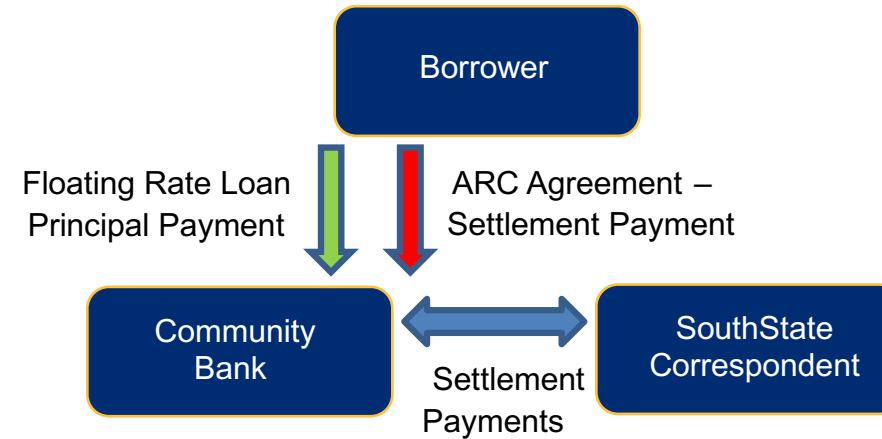 Borrower
Floating Rate Loan
Principal Payment
ARC Agreement –
Settlement Payment
Community
Bank
Settlement
Payments
SouthState
Correspondent